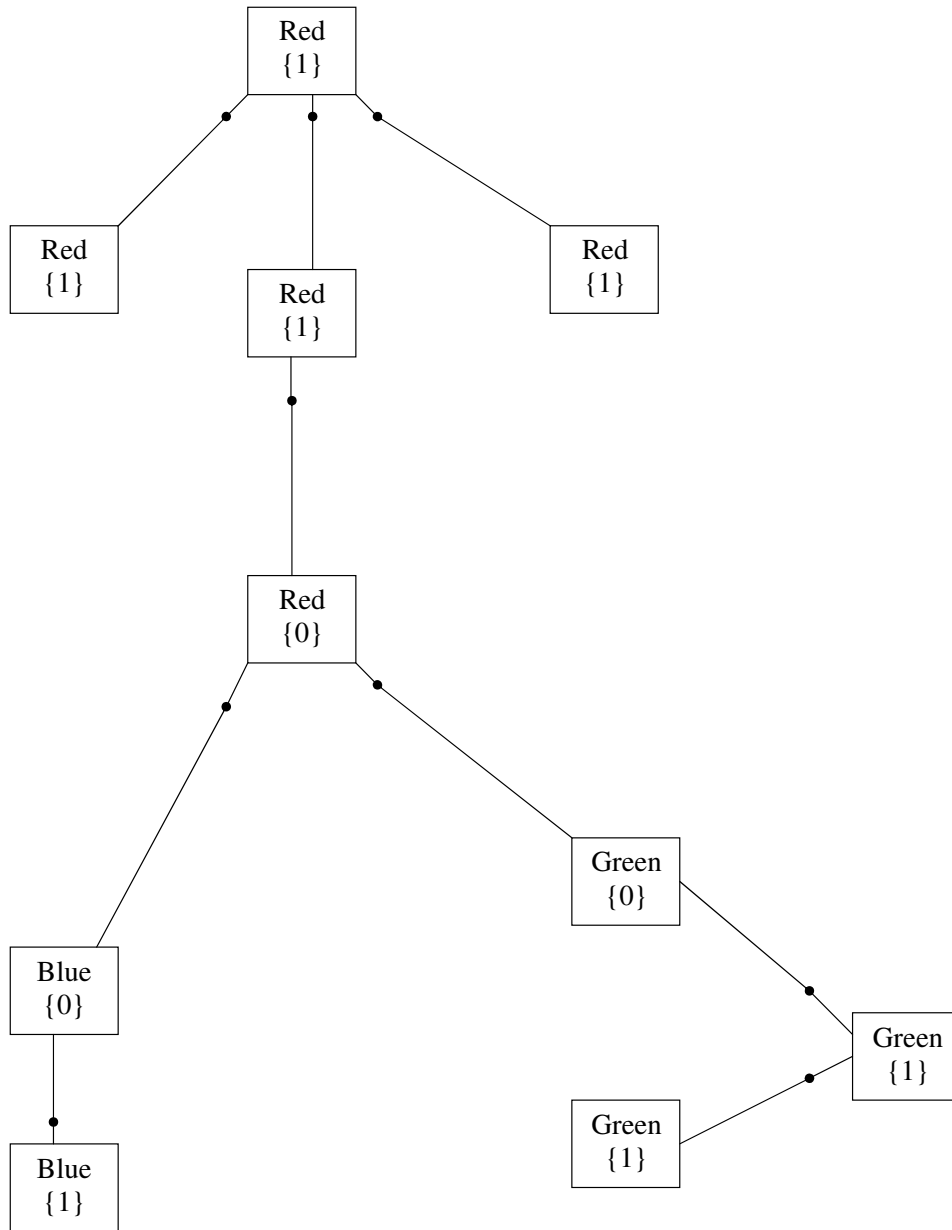 Red
{1}
Red
{1}
Red
{1}
Red
{1}
Red
{0}
Green
{0}
Blue
{0}
Green
{1}
Green
{1}
Blue
{1}